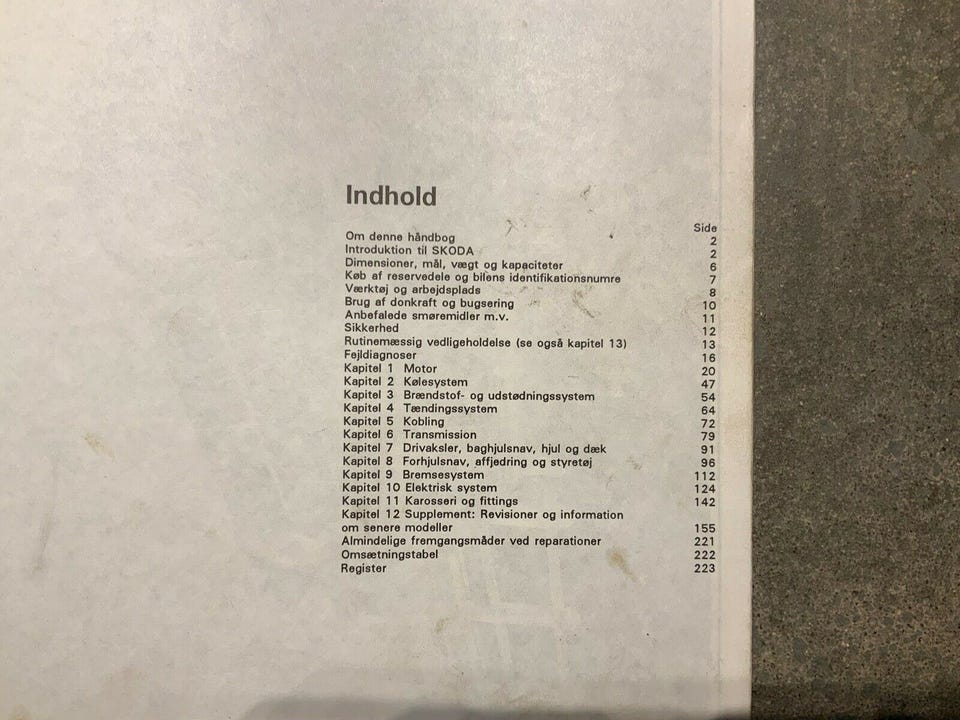 Indhold
Side
Om denne håndbog 2
Introduktion til SKODA 2
Dimensioner, mål, vægt og kapaciteter 6
Køb af reservedele og bilens identifikationsnumre 7
Værktøj og arbejdsplads 8
Brug af donkraft og bugsering 10
Anbefalede smøremidler m.v. 11
Sikkerhed 12
Rutinemæssig vedligeholdelse (se også kapitel 13) 13
Fejldiagnoser 16
Kapitel 1 Motor 20
Kapitel 2 Kølesystem 47
Kapitel 3 Brændstof- og udstødningssystem 54
Kapitel 4 Tændingssystem 64
Kapitel 5 Kobling 72
Kapitel 6 Transmission 79
Kapitel 7 Drivaksler, baghjulsnav, hjul og dæk 91
Kapitel 8 Forhjulsnav, affjedring og styretøj 96
Kapitel 9 Bremsesystem 112
Kapitel 10 Elektrisk system 124
Kapitel 11 Karosseri og fittings 142
Kapitel 12 Supplement: Revisioner og information
om senere modeller 155
Almindelige fremgangsmåder ved reparationer 221
Omsætningstabel 222
Register 223